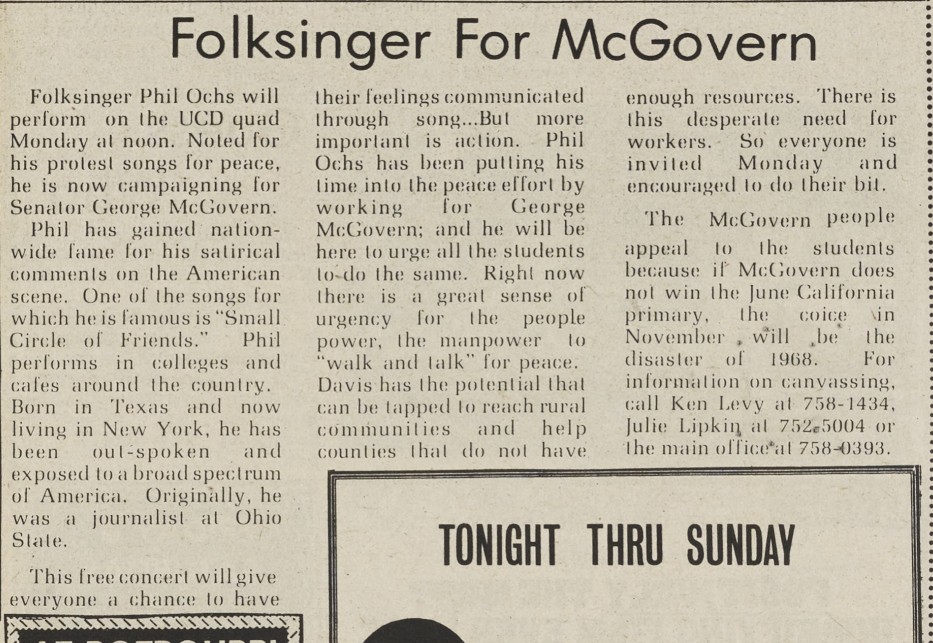 Folksinger For McGovern
Folksinger Phil Ochs will
perform on the UCD quad
Monday at noon. Noted for
his protest songs for peace,
he is now campaigning for
Senator George McGovern.
Phil has gained nation-
wide fame for his satirical
comments on the American
scene. One of the songs for
which he is famous is “Small
Circle of Friends.” Phil
performs in colleges and
cafes around the country.
Born in Texas and now
living in New York, he has
been out-spoken and
exposed to a broad spectrum
of America. Originally, he
was a journalist at Ohio
State.
This free concert will give
everyone a chance to have
their feelings communicated
through song...But more
important is action. Phil
Ochs has been putting his
time into the peace effort by
working for George
McGovern; and he will be
here to urge all the students
to do the same. Right now
there is a great sense of
urgency for the people
power, the manpower to
“walk and talk” for peace.
Davis has the potential that
can be tapped to reach rural
communities and help
counties that do not have
enough resources. There is
this desperate need for
workers. So everyone is
invited Monday and
encouraged to do their bit.
The McGovern people
appeal to the students
because if McGovern does
not win the June California
primary, the coice in
November will be the
disaster of 1968. For
information on canvassing,
call Ken Levy at 758-1434,
Julie Lipkin at 752-5004 or
the main office at 758-0393.
TONIGHT THRU SUNDAY